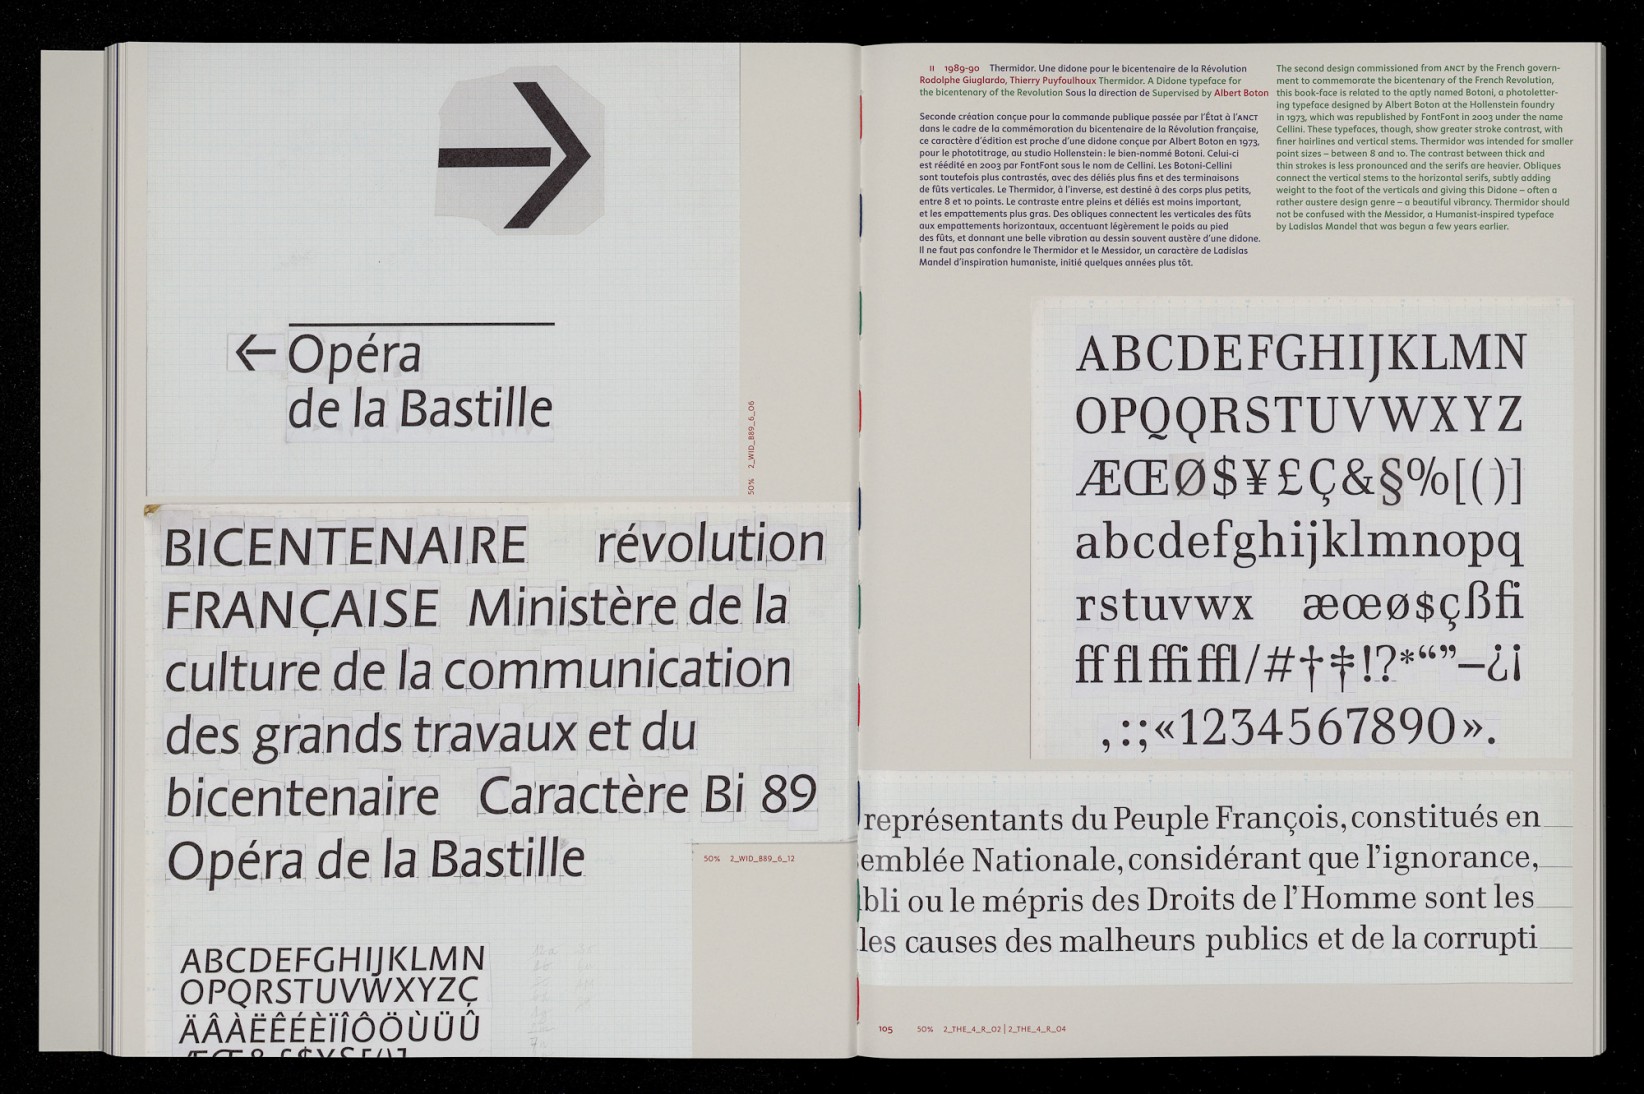 ← Opéra
de la Bastille
50% 2_WID_B89_6_06
BICENTENAIRE révolution
FRANÇAISE Ministère de la
culture de la communication
des grands travaux et du
bicentenaire Caractère Bi 89
Opéra de la Bastille
50% 2_WID_B89_6_12
ABCDEFGHIJKLMN
OPQRSTUVWXYZÇ
ÄÂÀËÊÉÈÏÎÔÖÙÜÛ
II 1989-90 Thermidor. Une didone pour le bicentenaire de la Révolution
Rodolphe Giuglardo, Thierry Puyfoulhoux Thermidor. A Didone typeface for
the bicentenary of the Revolution Sous la direction de Supervised by Albert Boton
Seconde création conçue pour la commande publique passée par l'État à l'ANCT
dans le cadre de la commémoration du bicentenaire de la Révolution française,
ce caractère d'édition est proche d'une didone conçue par Albert Boton en 1973,
pour le phototitrage, au studio Hollenstein : le bien-nommé Botoni. Celui-ci
est réédité en 2003 par FontFont sous le nom de Cellini. Les Botoni-Cellini
sont toutefois plus contrastés, avec des déliés plus fins et des terminaisons
de fûts verticales. Le Thermidor, à l'inverse, est destiné à des corps plus petits,
entre 8 et 10 points. Le contraste entre pleins et déliés est moins important,
et les empattements plus gras. Des obliques connectent les verticales des fûts
aux empattements horizontaux, accentuant légèrement le poids au pied
des fûts, et donnant une belle vibration au dessin souvent austère d'une didone.
Il ne faut pas confondre le Thermidor et le Messidor, un caractère de Ladislas
Mandel d'inspiration humaniste, initié quelques années plus tôt.
The second design commissioned from ANCT by the French govern-
ment to commemorate the bicentenary of the French Revolution,
this book-face is related to the aptly named Botoni, a photoletter-
ing typeface designed by Albert Boton at the Hollenstein foundry
in 1973, which was republished by FontFont in 2003 under the name
Cellini. These typefaces, though, show greater stroke contrast, with
finer hairlines and vertical stems. Thermidor was intended for smaller
point sizes – between 8 and 10. The contrast between thick and
thin strokes is less pronounced and the serifs are heavier. Obliques
connect the vertical stems to the horizontal serifs, subtly adding
weight to the foot of the verticals and giving this Didone – often a
rather austere design genre – a beautiful vibrancy. Thermidor should
not be confused with the Messidor, a Humanist-inspired typeface
by Ladislas Mandel that was begun a few years earlier.
ABCDEFGHIJKLMN
OPQQRSTUVWXYZ
ÆŒØ$¥£Ç&§%[()]
abcdefghijklmnopq
rstuvwx æœø$çßfi
ff fl ffi ffl/#†‡!?*“”–¿¡
,:;«1234567890».
représentants du Peuple François, constitués en
emblée Nationale, considérant que l'ignorance,
bli ou le mépris des Droits de l'Homme sont les
les causes des malheurs publics et de la corrupti
105 50% 2_THE_4_R_02 | 2_THE_4_R_04